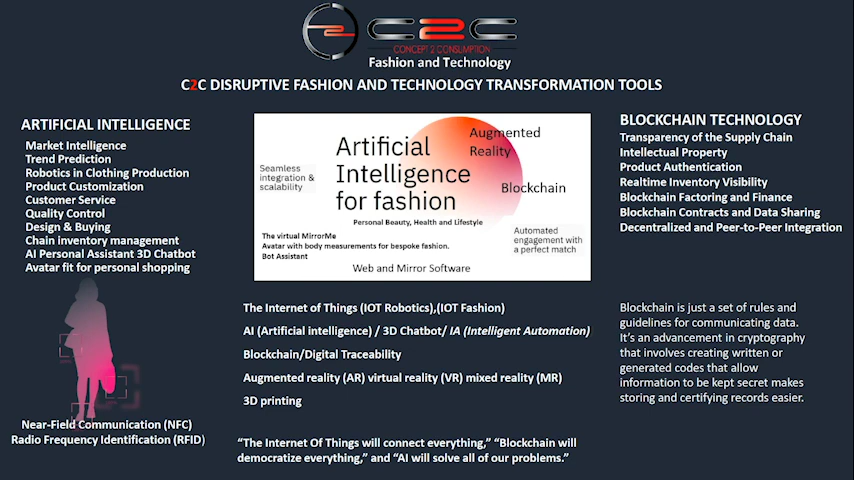 C2C
CONCEPT 2 CONSUMPTION
Fashion and Technology
C2C DISRUPTIVE FASHION AND TECHNOLOGY TRANSFORMATION TOOLS
ARTIFICIAL INTELLIGENCE
Market Intelligence
Trend Prediction
Robotics in Clothing Production
Product Customization
Customer Service
Quality Control
Design & Buying
Chain inventory management
AI Personal Assistant 3D Chatbot
Avatar fit for personal shopping
Near-Field Communication (NFC)
Radio Frequency Identification (RFID)
Artificial
Intelligence
for fashion
Augmented
Reality
Blockchain
Seamless
integration &
scalability
Personal Beauty, Health and Lifestyle
The virtual MirrorMe
Avatar with body measurements for bespoke fashion.
Bot Assistant
Automated
engagement with
a perfect match
Web and Mirror Software
The Internet of Things (IOT Robotics),(IOT Fashion)
AI (Artificial intelligence) / 3D Chatbot/ IA (Intelligent Automation)
Blockchain/Digital Traceability
Augmented reality (AR) virtual reality (VR) mixed reality (MR)
3D printing
“The Internet Of Things will connect everything,” “Blockchain will
democratize everything,” and “AI will solve all of our problems.”
BLOCKCHAIN TECHNOLOGY
Transparency of the Supply Chain
Intellectual Property
Product Authentication
Realtime Inventory Visibility
Blockchain Factoring and Finance
Blockchain Contracts and Data Sharing
Decentralized and Peer-to-Peer Integration
Blockchain is just a set of rules and
guidelines for communicating data.
It’s an advancement in cryptography
that involves creating written or
generated codes that allow
information to be kept secret makes
storing and certifying records easier.